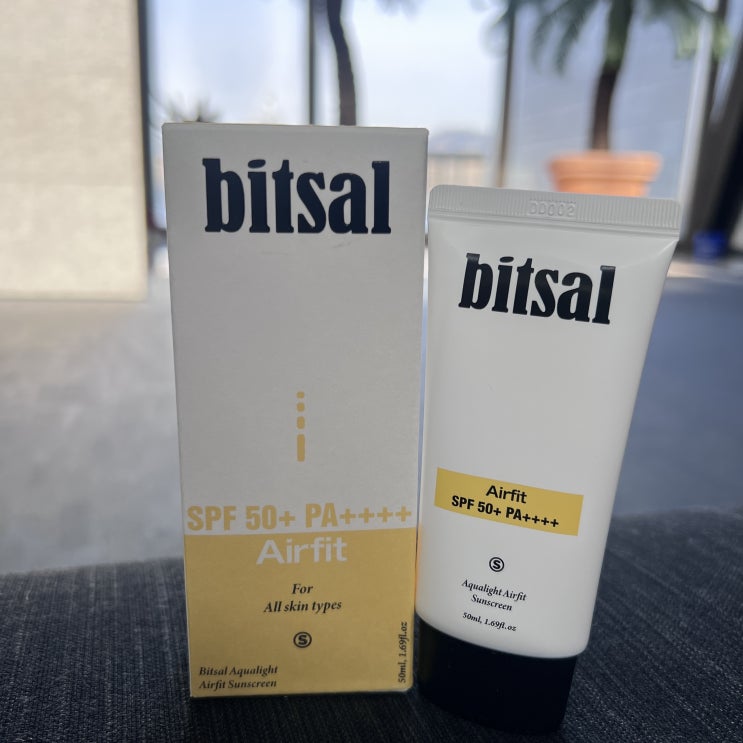 bitsal
SPF 50+ PA++++
Airfit
For
All skin types
S
Bitsal Aqualight
Airfit Sunscreen
50ml, 1.69fl.oz
bitsal
Airfit
SPF 50+ PA++++
S
Aqualight Airfit
Sunscreen
50ml, 1.69fl.oz